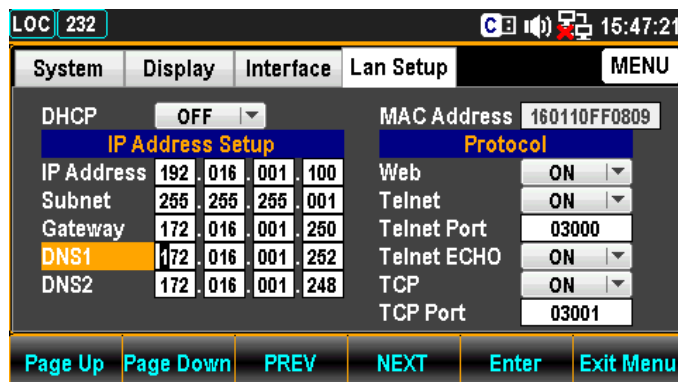 LOC 232 C 15:47:21
System Display Interface Lan Setup MENU
DHCP OFF MAC Address 160110FF0809
IP Address Setup Protocol
IP Address 192 . 016 . 001 . 100 Web ON
Subnet 255 . 255 . 255 . 001 Telnet ON
Gateway 172 . 016 . 001 . 250 Telnet Port 03000
DNS1 172 . 016 . 001 . 252 Telnet ECHO ON
DNS2 172 . 016 . 001 . 248 TCP ON
TCP Port 03001
Page Up Page Down PREV NEXT Enter Exit Menu